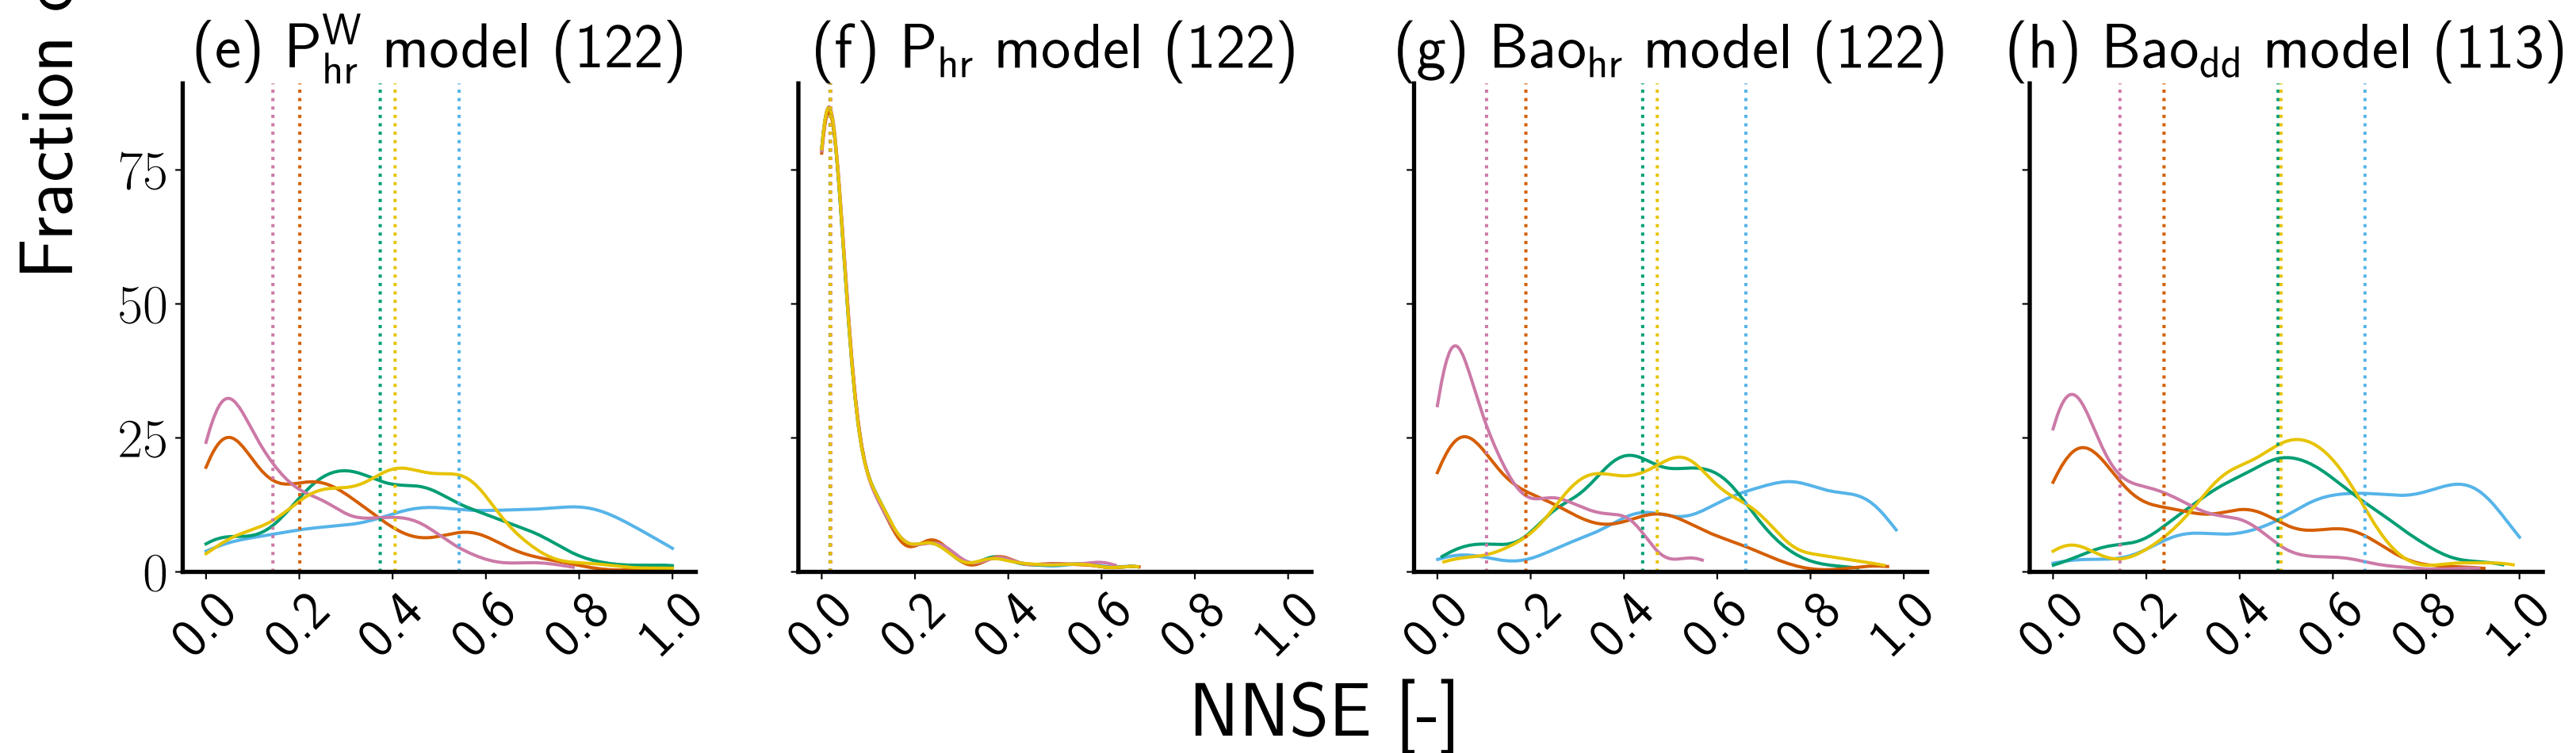 Fraction
(e) P^W_hr model (122)
(f) P_hr model (122)
(g) Bao_hr model (122)
(h) Bao_dd model (113)
75
50
25
0
0.0 0.2 0.4 0.6 0.8 1.0
0.0 0.2 0.4 0.6 0.8 1.0
0.0 0.2 0.4 0.6 0.8 1.0
0.0 0.2 0.4 0.6 0.8 1.0
NNSE [-]